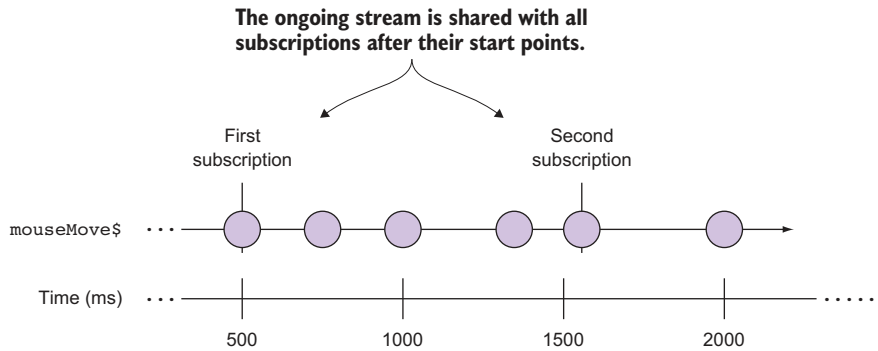 The ongoing stream is shared with all
subscriptions after their start points.
First
subscription
Second
subscription
mouseMove$ ...
Time (ms) ... .....
500 1000 1500 2000